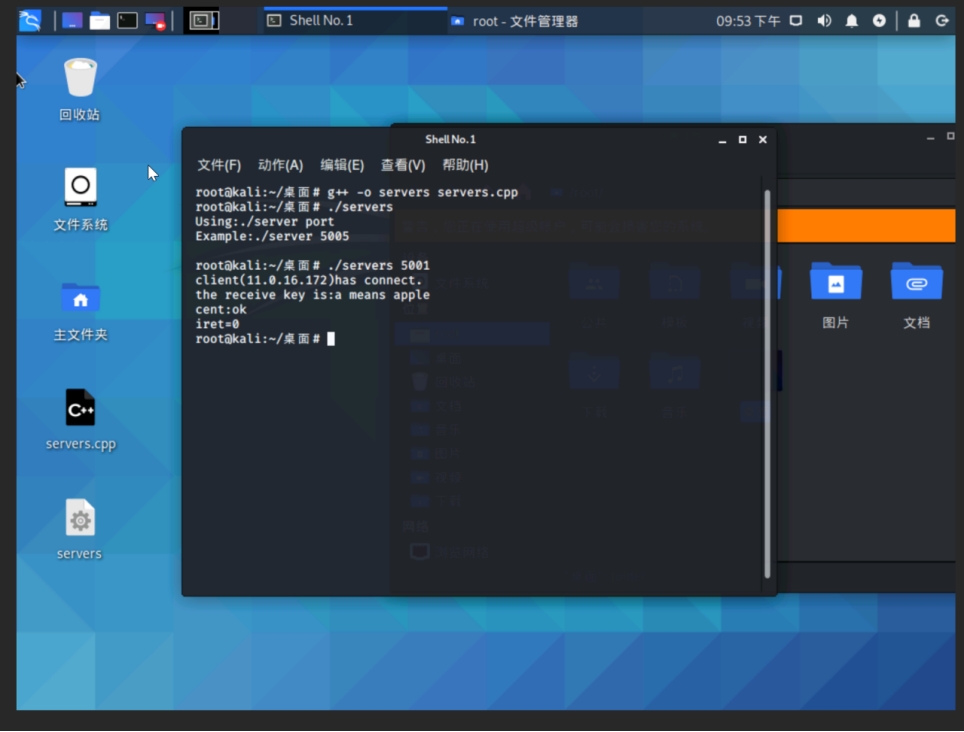 Shell No. 1
root - 文件管理器
09:53 下午
回收站
文件系统
主文件夹
C++
servers.cpp
servers
Shell No. 1
文件(F) 动作(A) 编辑(E) 查看(V) 帮助(H)
root@kali:~/桌面# g++ -o servers servers.cpp
root@kali:~/桌面# ./servers
Using:./server port
Example:./server 5005
root@kali:~/桌面# ./servers 5001
client(11.0.16.172)has connect.
the receive key is:a means apple
cent:ok
iret=0
root@kali:~/桌面#
图片
文档